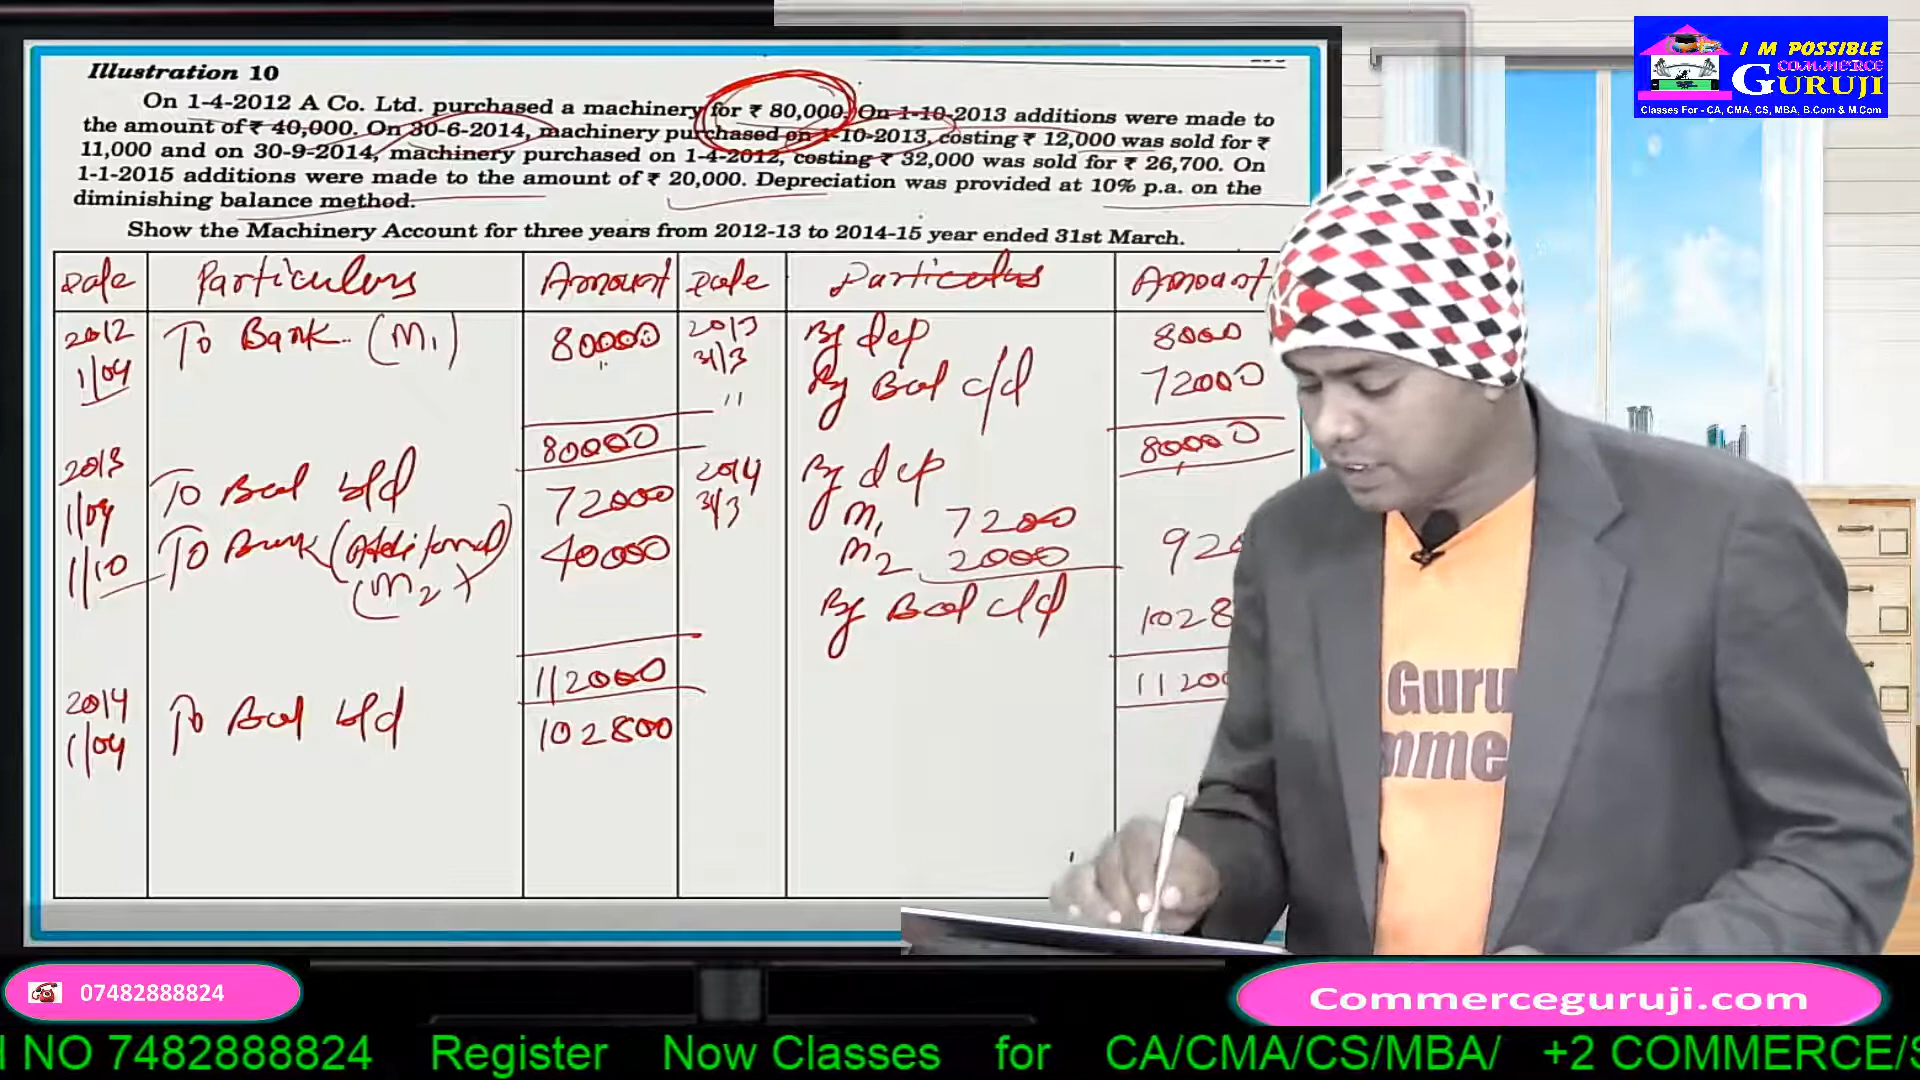 I M POSSIBLE
COMMERCE
GURUJI
Classes For - CA, CMA, CS, MBA, B.Com & M.Com
Illustration 10
On 1-4-2012 A Co. Ltd. purchased a machinery for ₹ 80,000. On 1-10-2013 additions were made to
the amount of ₹ 40,000. On 30-6-2014, machinery purchased on 1-10-2013, costing ₹ 12,000 was sold for ₹
11,000 and on 30-9-2014, machinery purchased on 1-4-2012, costing ₹ 32,000 was sold for ₹ 26,700. On
1-1-2015 additions were made to the amount of ₹ 20,000. Depreciation was provided at 10% p.a. on the
diminishing balance method.
Show the Machinery Account for three years from 2012-13 to 2014-15 year ended 31st March.
Date Particulars Amount Date Particulars Amount
2012 To Bank (M1) 80000 2013 By dep 8000
1/04 31/3
" By Bal c/d 72000
80000 80000
2013 To Bal b/d 72000 2014 By dep
1/04 31/3 M1 7200
1/10 To Bank (Additional) 40000 M2 2000 920
(M2)
By Bal c/d 1028
112000 11200
2014 To Bal b/d 102800
1/04
Guru
mme
07482888824
Commerceguruji.com
NO 7482888824 Register Now Classes for CA/CMA/CS/MBA/ +2 COMMERCE/